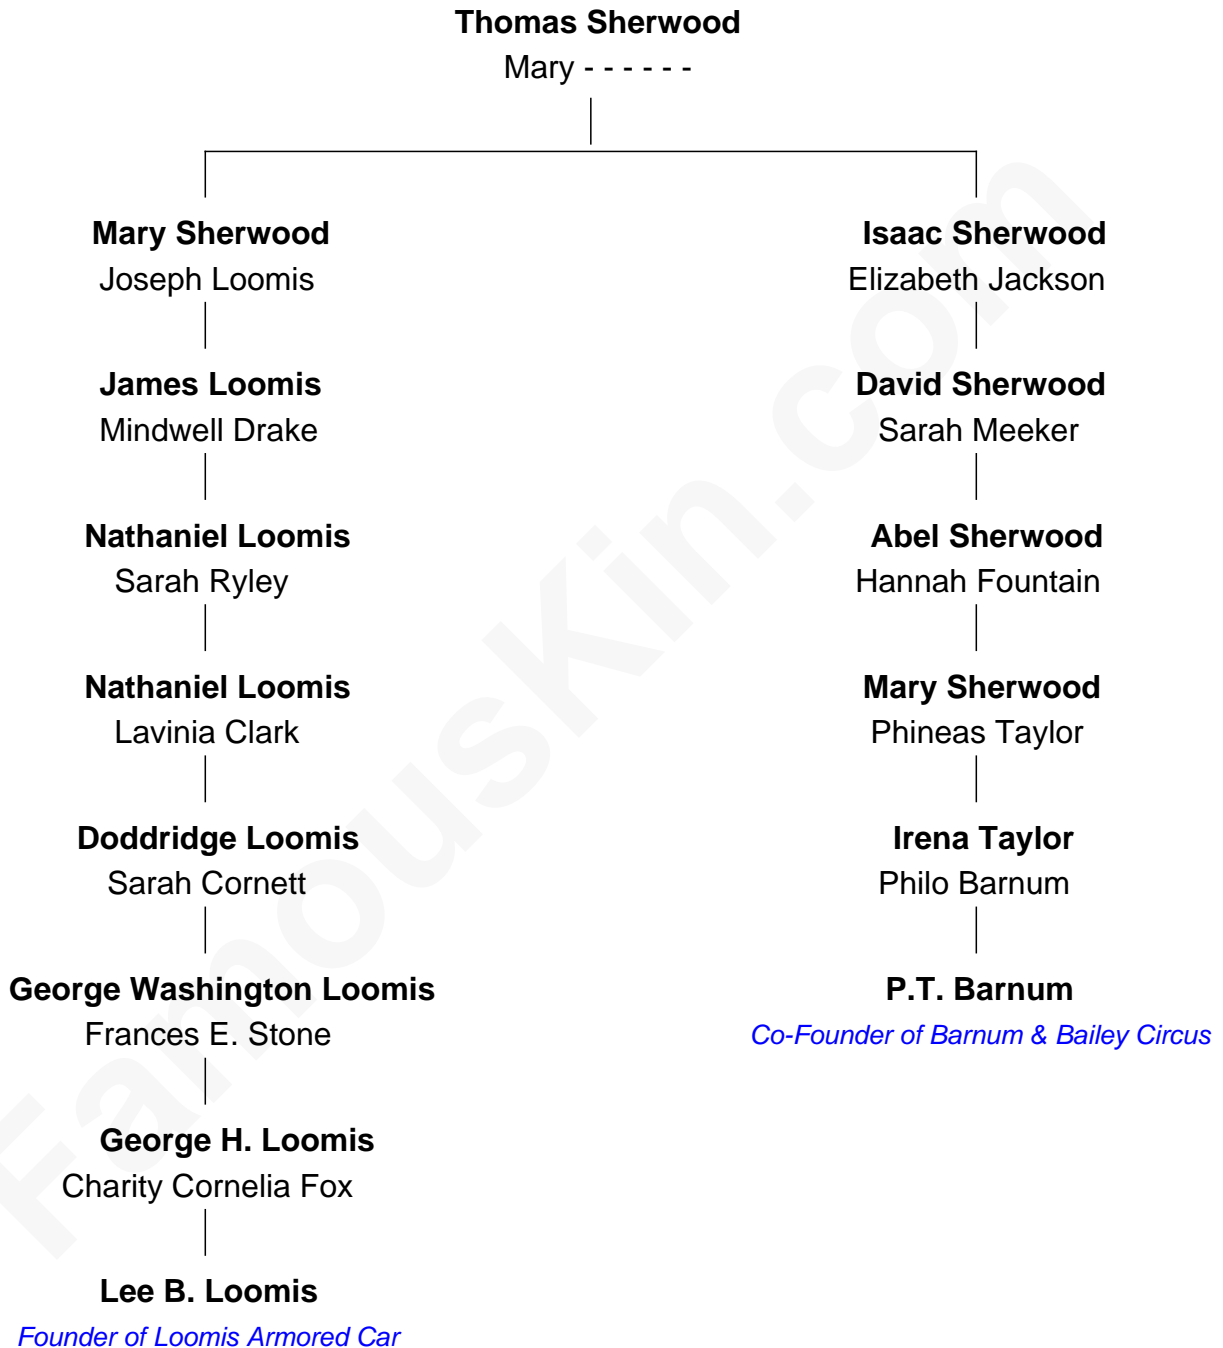 Thomas Sherwood
Mary - - - - - -
Mary Sherwood
Joseph Loomis
James Loomis
Mindwell Drake
Nathaniel Loomis
Sarah Ryley
Nathaniel Loomis
Lavinia Clark
Doddridge Loomis
Sarah Cornett
George Washington Loomis
Frances E. Stone
George H. Loomis
Charity Cornelia Fox
Lee B. Loomis
Founder of Loomis Armored Car
Isaac Sherwood
Elizabeth Jackson
David Sherwood
Sarah Meeker
Abel Sherwood
Hannah Fountain
Mary Sherwood
Phineas Taylor
Irena Taylor
Philo Barnum
P.T. Barnum
Co-Founder of Barnum & Bailey Circus
FamousKin.com